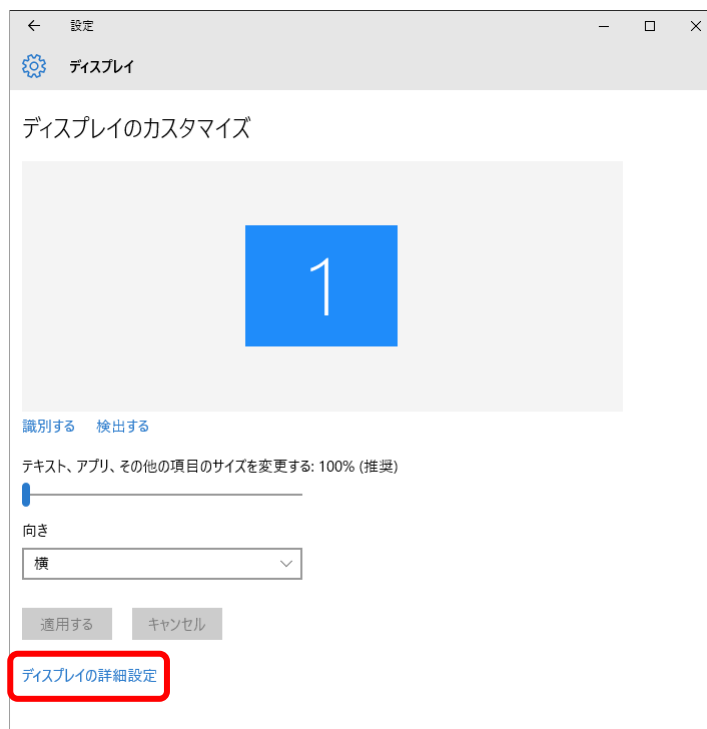 設定
ディスプレイ
ディスプレイのカスタマイズ
1
識別する 検出する
テキスト、アプリ、その他の項目のサイズを変更する: 100% (推奨)
向き
横
適用する キャンセル
ディスプレイの詳細設定